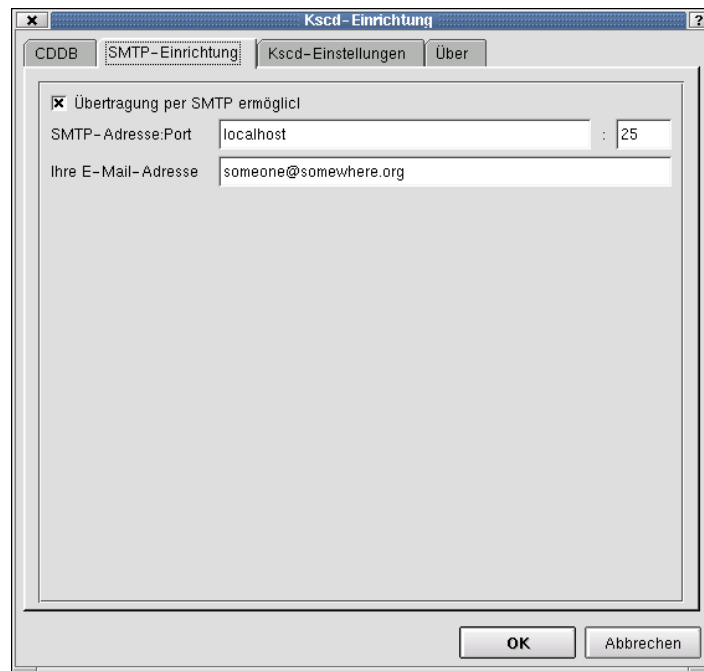 Kscd-Einrichtung ?
CDDB SMTP-Einrichtung Kscd-Einstellungen Über
Übertragung per SMTP ermöglicl
SMTP-Adresse:Port localhost : 25
Ihre E-Mail-Adresse someone@somewhere.org
OK Abbrechen